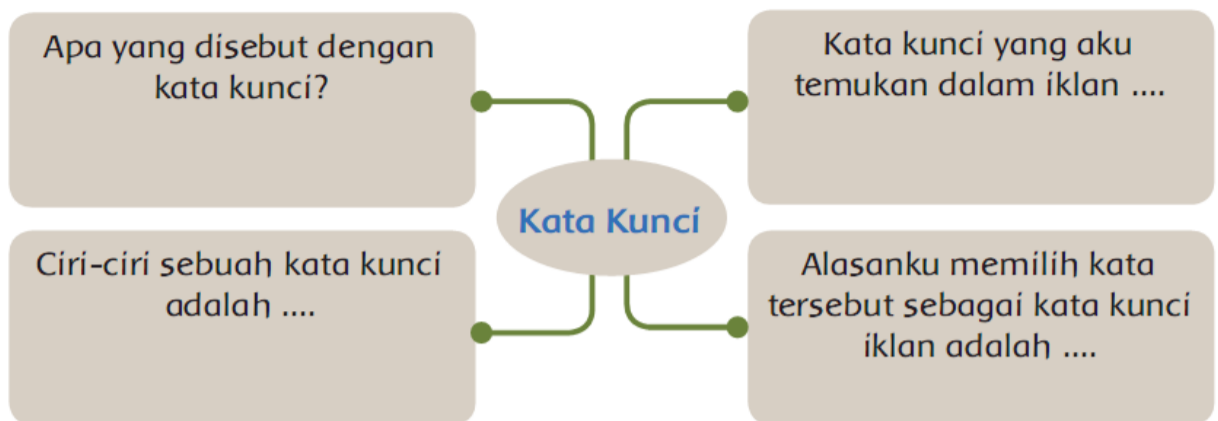 Apa yang disebut dengan
kata kunci?
Kata kunci yang aku
temukan dalam iklan ....
Kata Kunci
Ciri-ciri sebuah kata kunci
adalah ....
Alasanku memilih kata
tersebut sebagai kata kunci
iklan adalah ....